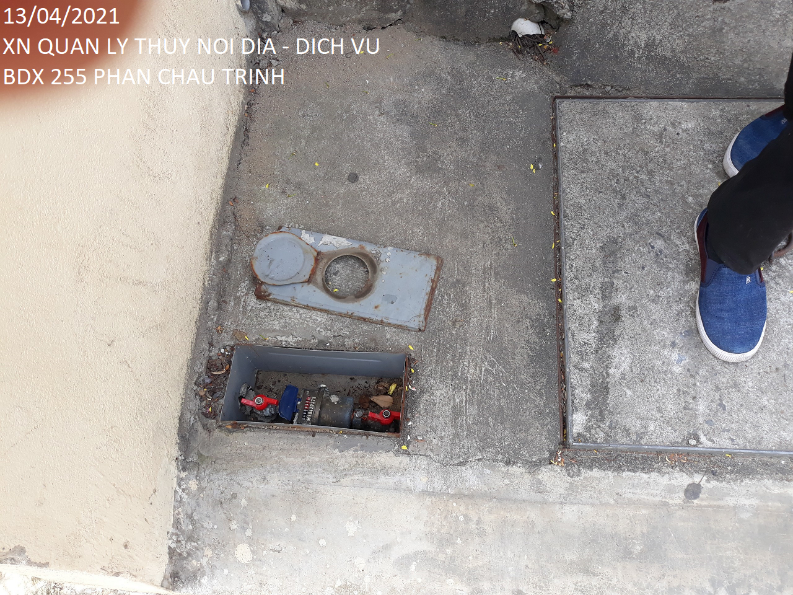 13/04/2021
XN QUAN LY THUY NOI DIA - DICH VU
BDX 255 PHAN CHAU TRINH